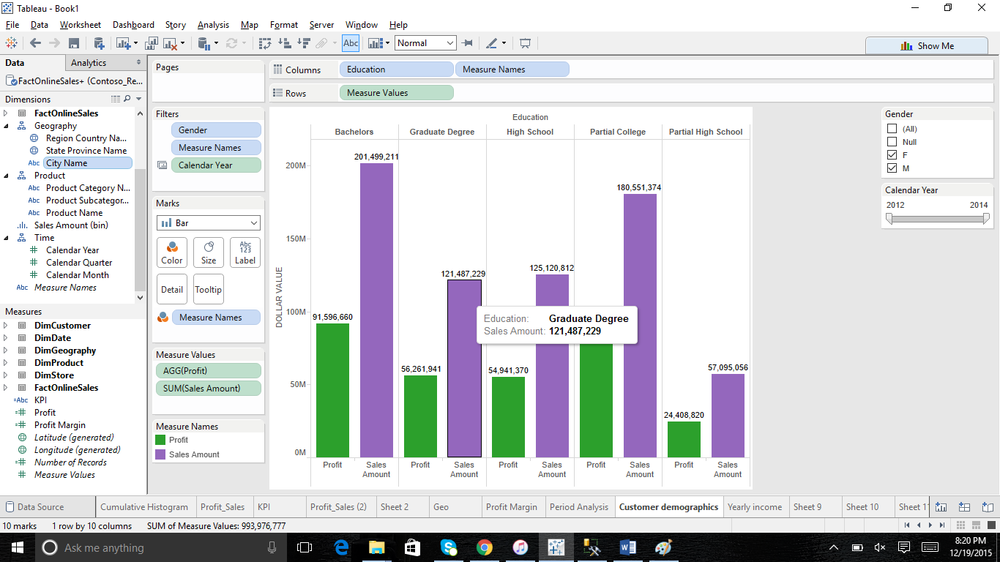 Tableau - Book1
File Data Worksheet Dashboard Story Analysis Map Format Server Window Help
Abc Normal Show Me
Data Analytics
FactOnlineSales+ (Contoso_Re...
Dimensions
FactOnlineSales
Geography
Region Country Na...
State Province Name
Abc City Name
Product
Abc Product Category N...
Abc Product Subcategor...
Abc Product Name
Sales Amount (bin)
Time
Calendar Year
Calendar Quarter
Calendar Month
Abc Measure Names
Measures
DimCustomer
DimDate
DimGeography
DimProduct
DimStore
FactOnlineSales
=Abc KPI
Profit
Profit Margin
Latitude (generated)
Longitude (generated)
Number of Records
Measure Values
Pages
Filters
Gender
Measure Names
Calendar Year
Marks
Bar
Color Size Abc 123 Label
Detail Tooltip
Measure Names
Measure Values
AGG(Profit)
SUM(Sales Amount)
Measure Names
Profit
Sales Amount
Columns Education Measure Names
Rows Measure Values
Education
Bachelors Graduate Degree High School Partial College Partial High School
DOLLAR VALUE
200M
150M
100M
50M
0M
91,596,660
201,499,211
56,261,941
121,487,229
54,941,370
125,120,812
180,551,374
24,408,820
57,095,056
Education: Graduate Degree
Sales Amount: 121,487,229
Profit Sales Amount Profit Sales Amount Profit Sales Amount Profit Sales Amount Profit Sales Amount
Gender
(All)
Null
F
M
Calendar Year
2012 2014
Data Source Cumulative Histogram Profit_Sales KPI Profit_Sales (2) Sheet 2 Geo Profit Margin Period Analysis Customer demographics Yearly income Sheet 9 Sheet 10 Sheet 1
10 marks 1 row by 10 columns SUM of Measure Values: 993,976,777
Ask me anything
8:20 PM
12/19/2015